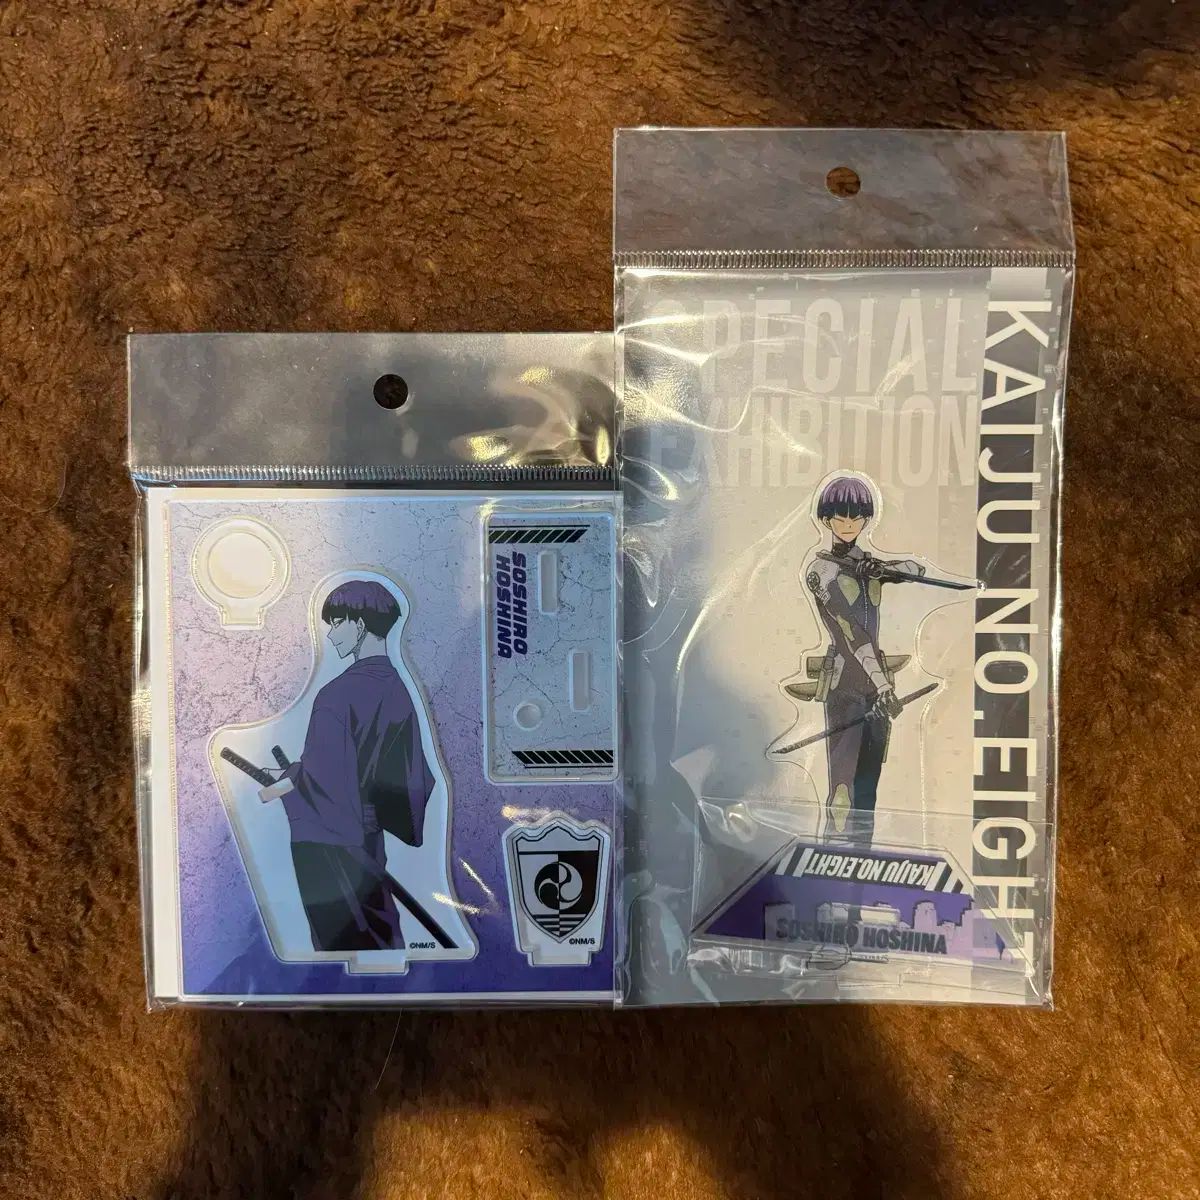 SOSHIRO
HOSHINA
©NM/S
©NM/S
SPECIAL
EXHIBITION
KAIJU NO.EIGHT
KAIJU NO.EIGHT
SOSHIRO HOSHINA